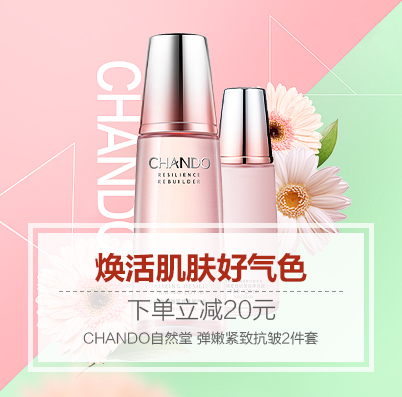 CHANDO
CHANDO
RESILIENCE
REBUILDER
焕活肌肤好气色
下单立减20元
CHANDO自然堂 弹嫩紧致抗皱2件套